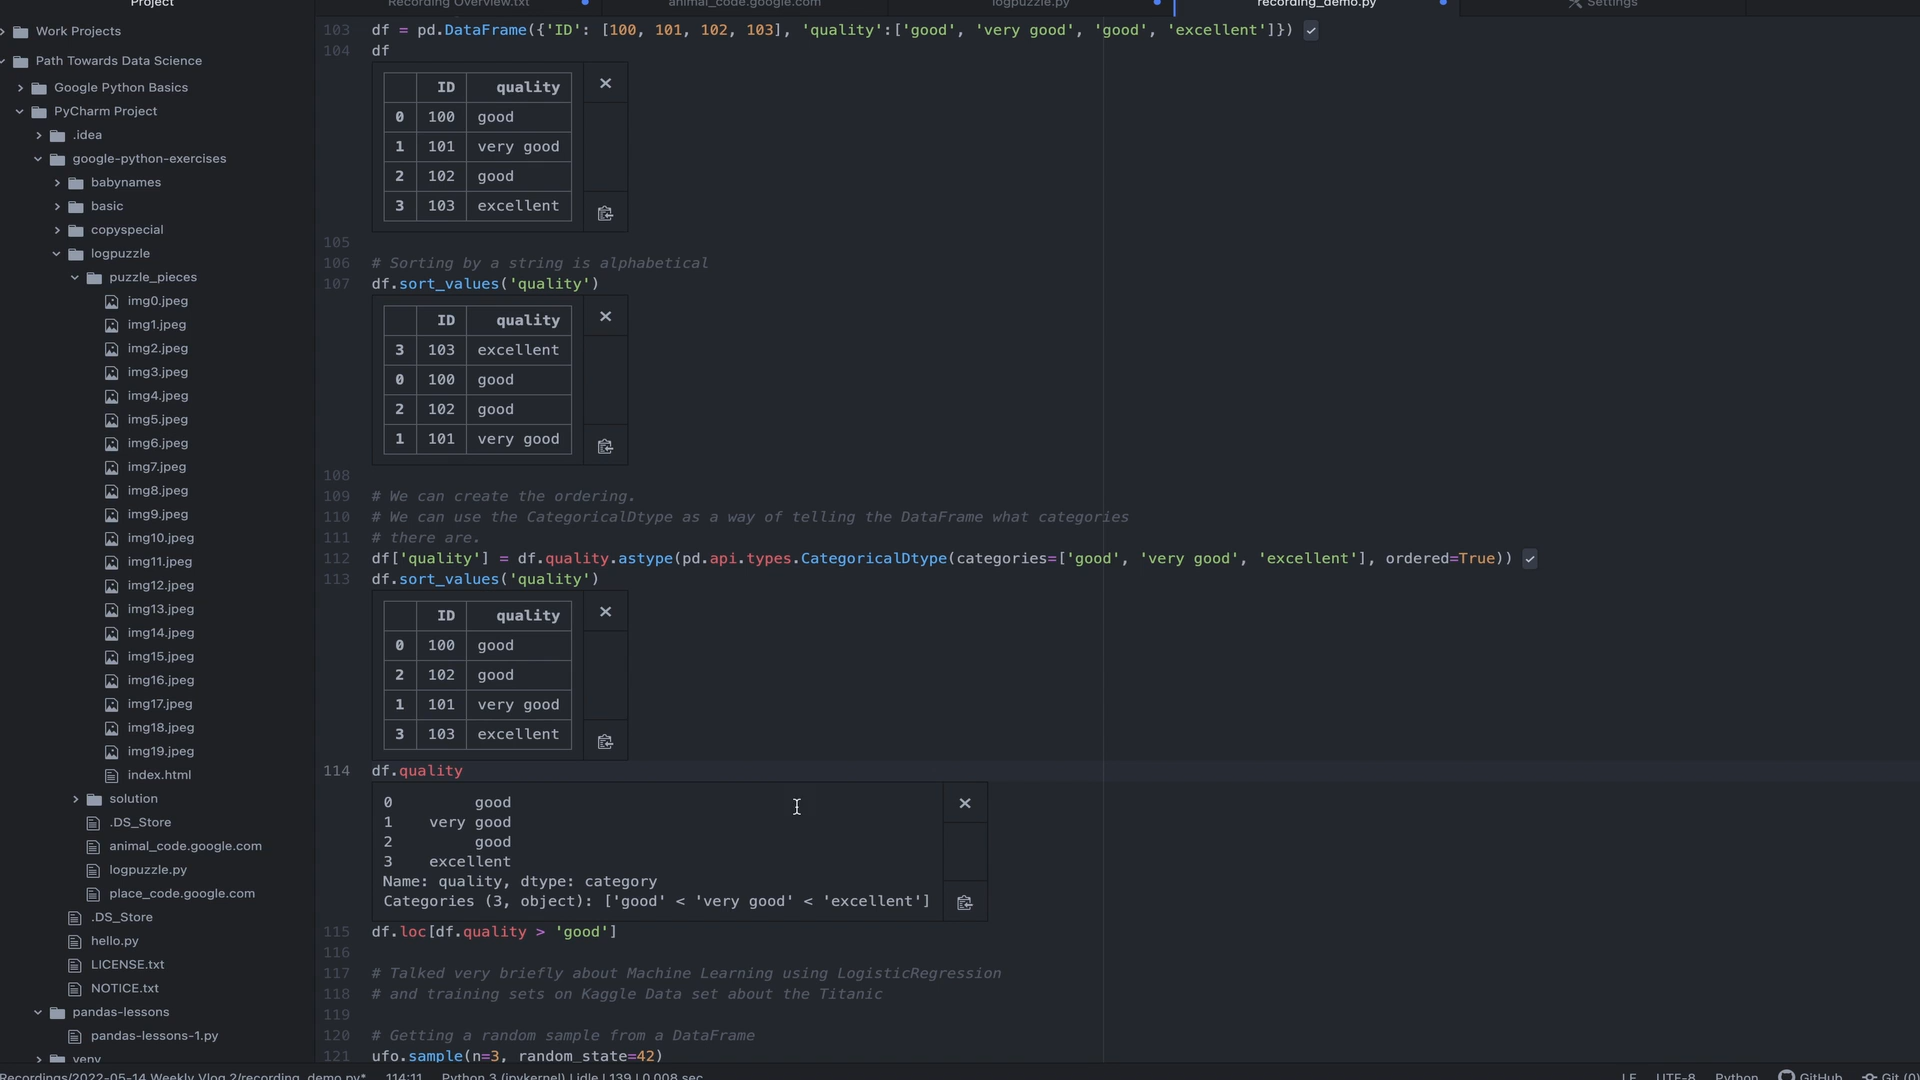 Project
Recording Overview.txt
animal_code.google.com
logpuzzle.py
recording_demo.py
Settings
Work Projects
Path Towards Data Science
Google Python Basics
PyCharm Project
.idea
google-python-exercises
babynames
basic
copyspecial
logpuzzle
puzzle_pieces
img0.jpeg
img1.jpeg
img2.jpeg
img3.jpeg
img4.jpeg
img5.jpeg
img6.jpeg
img7.jpeg
img8.jpeg
img9.jpeg
img10.jpeg
img11.jpeg
img12.jpeg
img13.jpeg
img14.jpeg
img15.jpeg
img16.jpeg
img17.jpeg
img18.jpeg
img19.jpeg
index.html
solution
.DS_Store
animal_code.google.com
logpuzzle.py
place_code.google.com
.DS_Store
hello.py
LICENSE.txt
NOTICE.txt
pandas-lessons
pandas-lessons-1.py
venv
103 df = pd.DataFrame({'ID': [100, 101, 102, 103], 'quality':['good', 'very good', 'good', 'excellent']})
104 df
ID quality
0 100 good
1 101 very good
2 102 good
3 103 excellent
105
106 # Sorting by a string is alphabetical
107 df.sort_values('quality')
ID quality
3 103 excellent
0 100 good
2 102 good
1 101 very good
108
109 # We can create the ordering.
110 # We can use the CategoricalDtype as a way of telling the DataFrame what categories
111 # there are.
112 df['quality'] = df.quality.astype(pd.api.types.CategoricalDtype(categories=['good', 'very good', 'excellent'], ordered=True))
113 df.sort_values('quality')
ID quality
0 100 good
2 102 good
1 101 very good
3 103 excellent
114 df.quality
0 good
1 very good
2 good
3 excellent
Name: quality, dtype: category
Categories (3, object): ['good' < 'very good' < 'excellent']
115 df.loc[df.quality > 'good']
116
117 # Talked very briefly about Machine Learning using LogisticRegression
118 # and training sets on Kaggle Data set about the Titanic
119
120 # Getting a random sample from a DataFrame
121 ufo.sample(n=3, random_state=42)
Recordings/2022-05-14 Weekly Vlog 2/recording_demo.py* 114:11 Python 3 (ipykernel) | Idle | 139 | 0.008 sec LF UTF-8 Python GitHub Git (0)